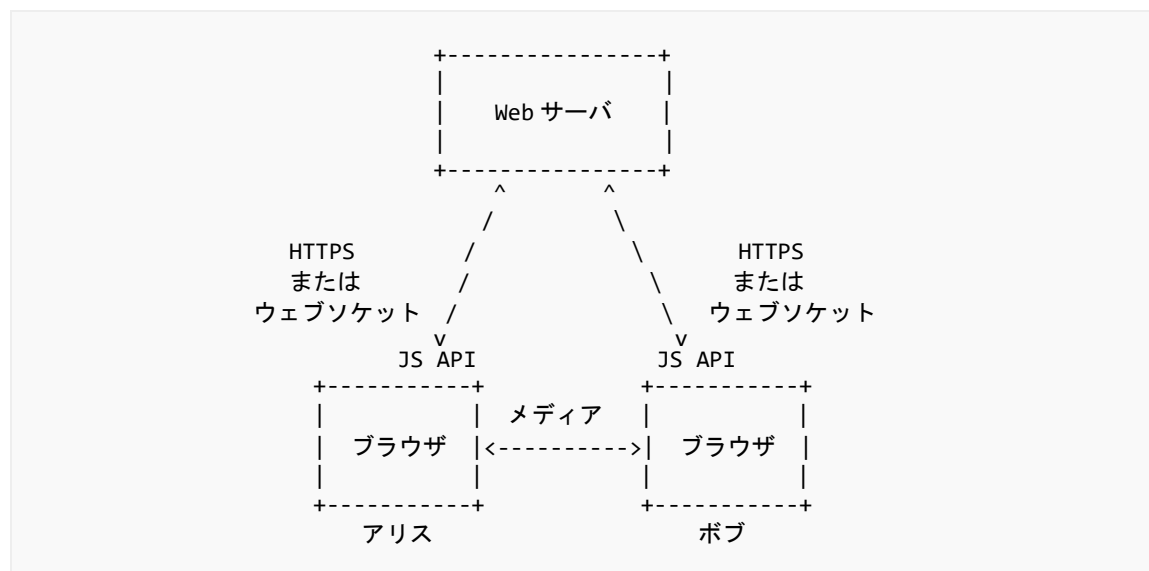 Web サーバ
HTTPS HTTPS
または または
ウェブソケット ウェブソケット
JS API JS API
メディア
ブラウザ ブラウザ
アリス ボブ